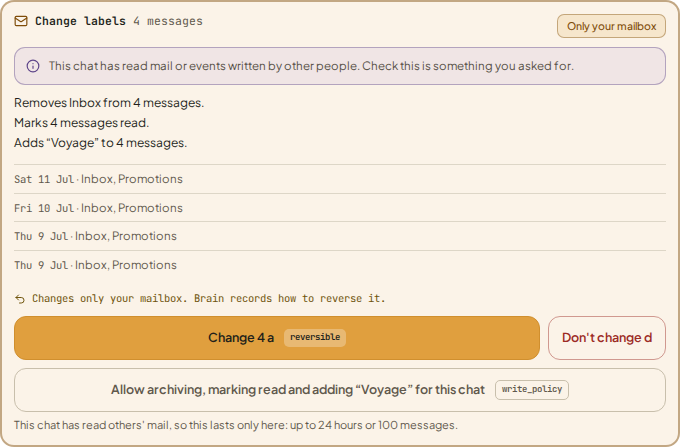 Change labels 4 messages
Only your mailbox
This chat has read mail or events written by other people. Check this is something you asked for.
Removes Inbox from 4 messages.
Marks 4 messages read.
Adds “Voyage” to 4 messages.
Sat 11 Jul · Inbox, Promotions
Fri 10 Jul · Inbox, Promotions
Thu 9 Jul · Inbox, Promotions
Thu 9 Jul · Inbox, Promotions
Changes only your mailbox. Brain records how to reverse it.
Change 4 a reversible
Don't change d
Allow archiving, marking read and adding “Voyage” for this chat write_policy
This chat has read others' mail, so this lasts only here: up to 24 hours or 100 messages.